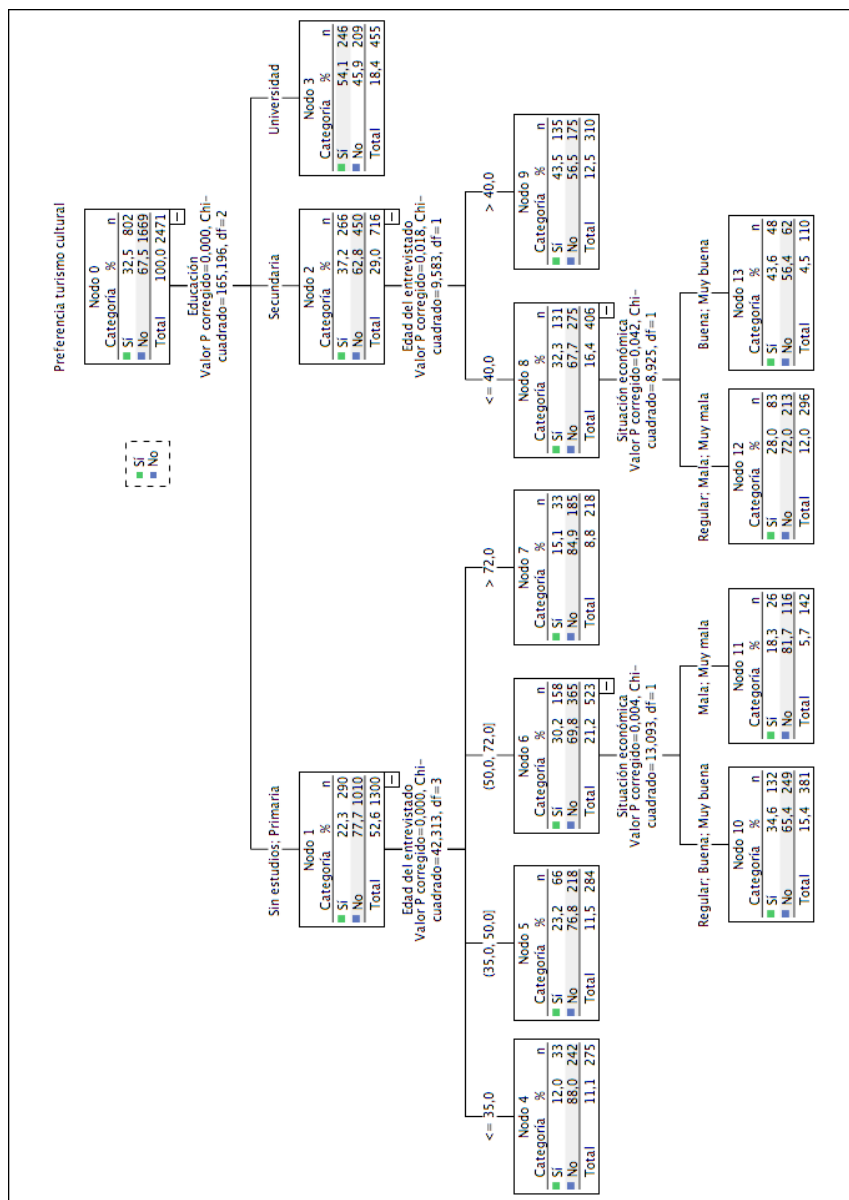 Preferencia turismo cultural
Sí
No
Nodo 0
Categoría % n
Sí 32,5 802
No 67,5 1669
Total 100,0 2471
Educación
Valor P corregido=0,000, Chi-
cuadrado=165,196, df=2
Sin estudios; Primaria
Secundaria
Universidad
Nodo 1
Categoría % n
Sí 22,3 290
No 77,7 1010
Total 52,6 1300
Edad del entrevistado
Valor P corregido=0,000, Chi-
cuadrado=42,313, df=3
Nodo 2
Categoría % n
Sí 37,2 266
No 62,8 450
Total 29,0 716
Edad del entrevistado
Valor P corregido=0,018, Chi-
cuadrado=9,583, df=1
Nodo 3
Categoría % n
Sí 54,1 246
No 45,9 209
Total 18,4 455
<= 35,0
(35,0, 50,0]
(50,0, 72,0]
> 72,0
<= 40,0
> 40,0
Nodo 4
Categoría % n
Sí 12,0 33
No 88,0 242
Total 11,1 275
Nodo 5
Categoría % n
Sí 23,2 66
No 76,8 218
Total 11,5 284
Nodo 6
Categoría % n
Sí 30,2 158
No 69,8 365
Total 21,2 523
Situación económica
Valor P corregido=0,004, Chi-
cuadrado=13,093, df=1
Nodo 7
Categoría % n
Sí 15,1 33
No 84,9 185
Total 8,8 218
Nodo 8
Categoría % n
Sí 32,3 131
No 67,7 275
Total 16,4 406
Situación económica
Valor P corregido=0,042, Chi-
cuadrado=8,925, df=1
Nodo 9
Categoría % n
Sí 43,5 135
No 56,5 175
Total 12,5 310
Regular; Buena; Muy buena
Mala; Muy mala
Regular; Mala; Muy mala
Buena; Muy buena
Nodo 10
Categoría % n
Sí 34,6 132
No 65,4 249
Total 15,4 381
Nodo 11
Categoría % n
Sí 18,3 26
No 81,7 116
Total 5,7 142
Nodo 12
Categoría % n
Sí 28,0 83
No 72,0 213
Total 12,0 296
Nodo 13
Categoría % n
Sí 43,6 48
No 56,4 62
Total 4,5 110